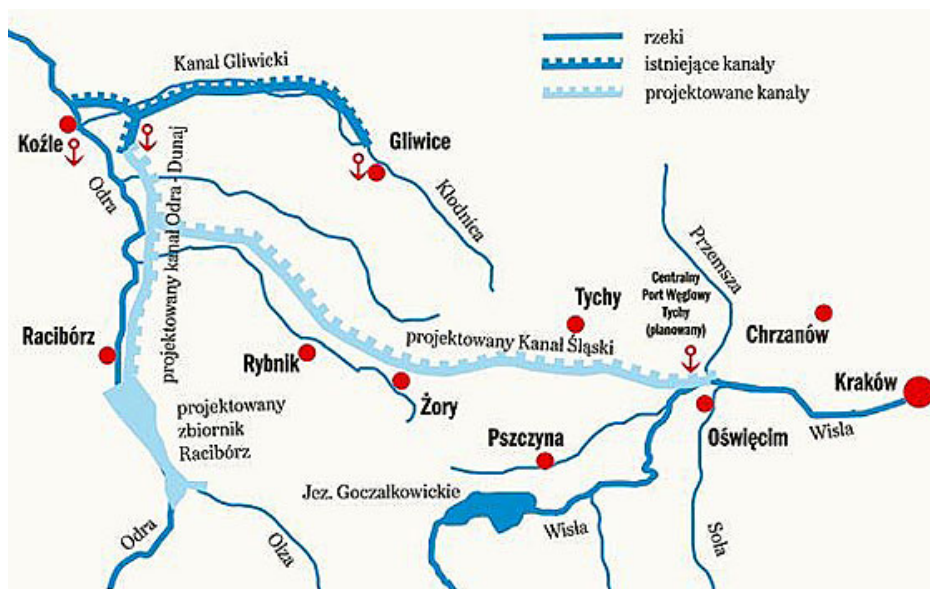 rzeki
istniejące kanały
projektowane kanały
Kanał Gliwicki
Koźle
Gliwice
Odra
Kłodnica
projektowany kanał Odra - Dunaj
Przemsza
Centralny
Port Węglowy
Tychy
(planowany)
Tychy
Chrzanów
Racibórz
Rybnik
projektowany Kanał Śląski
Kraków
Żory
projektowany
zbiornik
Racibórz
Pszczyna
Oświęcim
Wisła
Jez. Goczałkowickie
Wisła
Soła
Odra
Olza